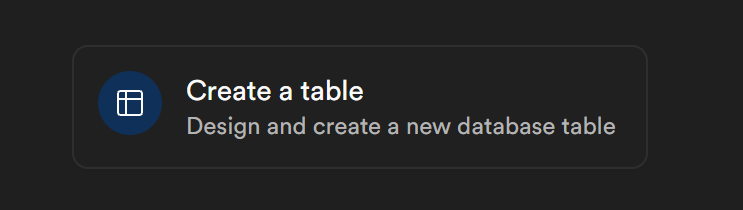 Create a table
Design and create a new database table